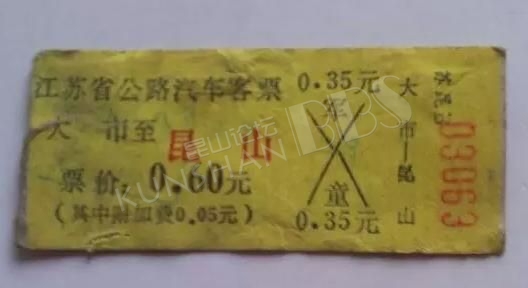 江苏省公路汽车客票
大 市至
昆 山
票价：0.60元
（其中附加费0.05元）
0.35元
军
童
0.35元
大市—昆山
03063
昆山论坛
KUNSHAN BBS